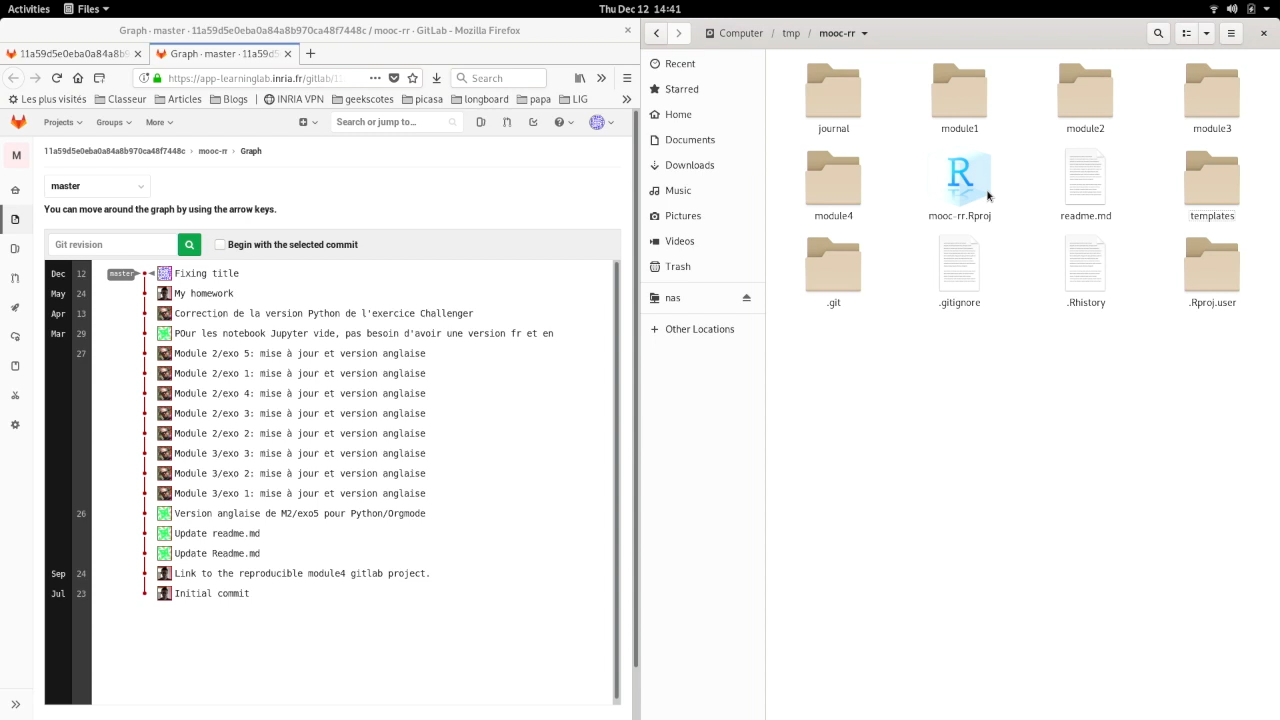 Activities Files Thu Dec 12 14:41
Graph · master · 11a59d5e0eba0a84a8b970ca48f7448c / mooc-rr · GitLab - Mozilla Firefox
11a59d5e0eba0a84a8b9
Graph · master · 11a59d5
https://app-learninglab.inria.fr/gitlab/11
Search
Les plus visités Classeur Articles Blogs INRIA VPN geekscotes picasa longboard papa LIG
Projects Groups More Search or jump to...
M
11a59d5e0eba0a84a8b970ca48f7448c › mooc-rr › Graph
master
You can move around the graph by using the arrow keys.
Git revision Begin with the selected commit
Dec 12 master Fixing title
May 24 My homework
Apr 13 Correction de la version Python de l'exercice Challenger
Mar 29 POur les notebook Jupyter vide, pas besoin d'avoir une version fr et en
27 Module 2/exo 5: mise à jour et version anglaise
Module 2/exo 1: mise à jour et version anglaise
Module 2/exo 4: mise à jour et version anglaise
Module 2/exo 3: mise à jour et version anglaise
Module 2/exo 2: mise à jour et version anglaise
Module 3/exo 3: mise à jour et version anglaise
Module 3/exo 2: mise à jour et version anglaise
Module 3/exo 1: mise à jour et version anglaise
26 Version anglaise de M2/exo5 pour Python/Orgmode
Update readme.md
Update Readme.md
Sep 24 Link to the reproducible module4 gitlab project.
Jul 23 Initial commit
Computer tmp mooc-rr
Recent
Starred
Home
Documents
Downloads
Music
Pictures
Videos
Trash
nas
Other Locations
journal module1 module2 module3
R
module4 mooc-rr.Rproj readme.md templates
.git .gitignore .Rhistory .Rproj.user